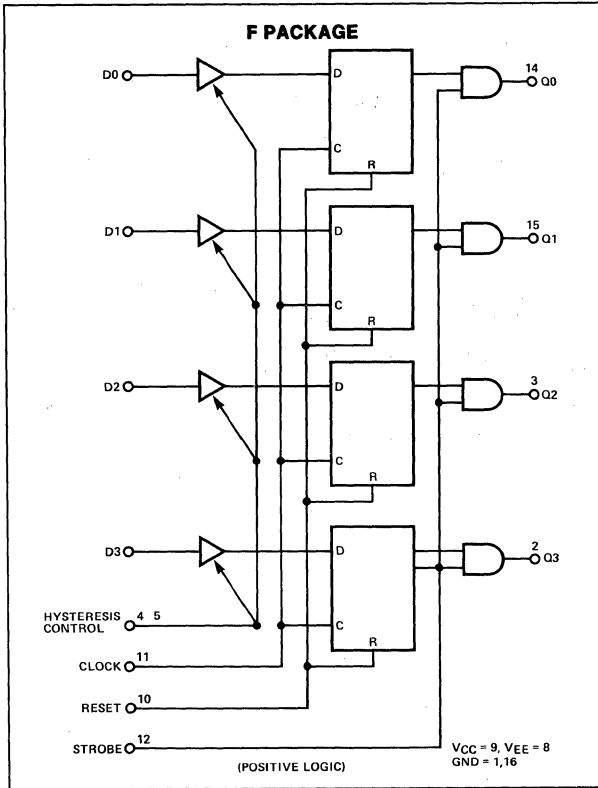 F PACKAGE
D0
D
C
R
14
Q0
D1
D
C
R
15
Q1
D2
D
C
R
3
Q2
D3
D
C
R
2
Q3
HYSTERESIS
CONTROL
4 5
CLOCK
11
RESET
10
STROBE
12
(POSITIVE LOGIC)
VCC = 9, VEE = 8
GND = 1,16